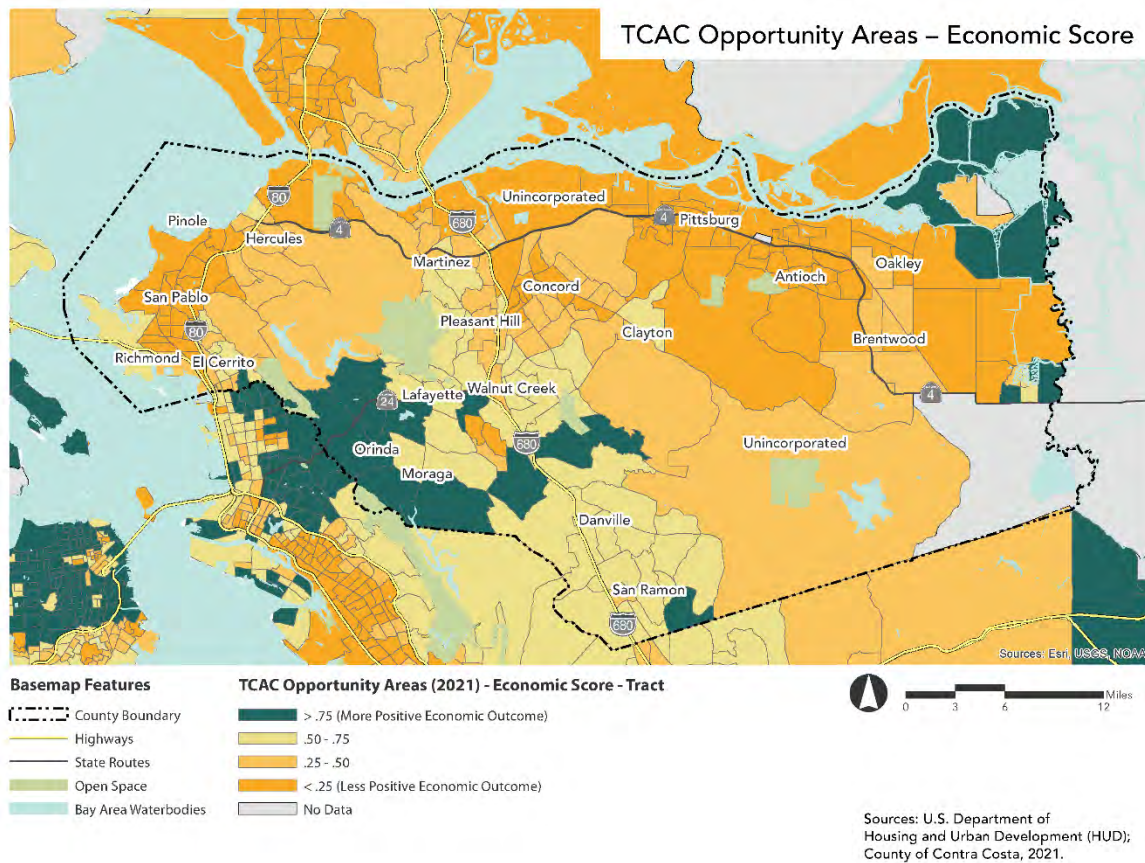 TCAC Opportunity Areas – Economic Score
80
Unincorporated
Pinole
680
4
Pittsburg
Hercules
4
Martinez
Oakley
Antioch
Concord
San Pablo
80
Pleasant Hill
Clayton
Brentwood
Richmond
El Cerrito
Walnut Creek
Lafayette
24
4
680
Unincorporated
Orinda
Moraga
Danville
San Ramon
680
Sources: Esri, USGS, NOAA
Basemap Features
County Boundary
Highways
State Routes
Open Space
Bay Area Waterbodies
TCAC Opportunity Areas (2021) - Economic Score - Tract
> .75 (More Positive Economic Outcome)
.50 - .75
.25 - .50
< .25 (Less Positive Economic Outcome)
No Data
Miles
0 3 6 12
Sources: U.S. Department of
Housing and Urban Development (HUD);
County of Contra Costa, 2021.